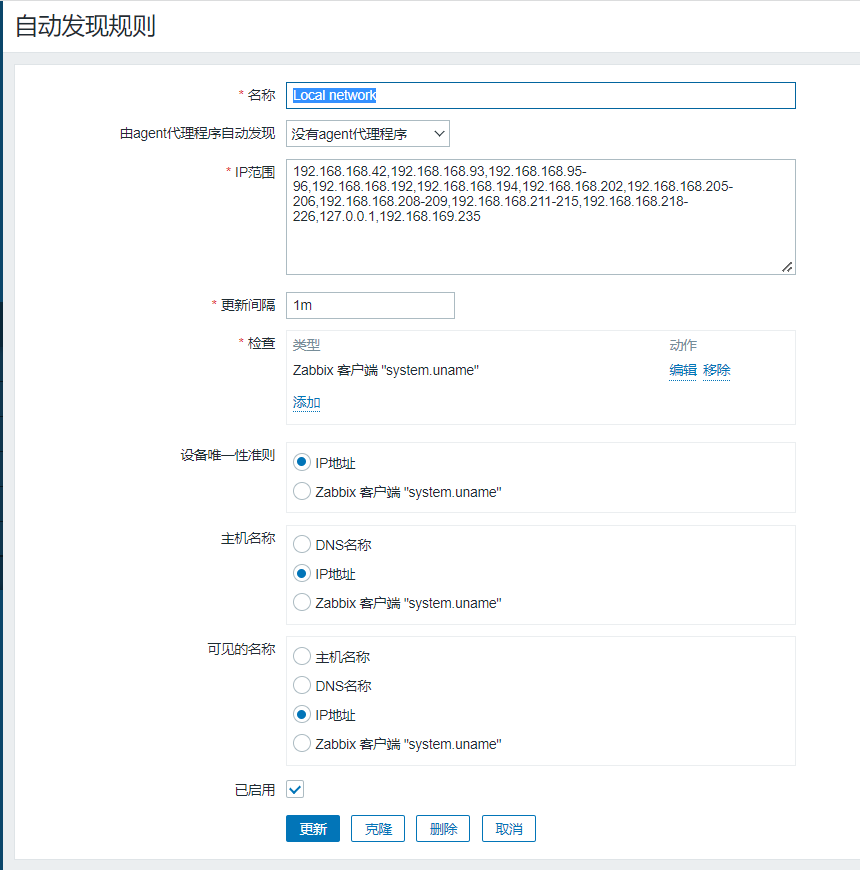 自动发现规则
* 名称 Local network
由agent代理程序自动发现 没有agent代理程序
* IP范围 192.168.168.42,192.168.168.93,192.168.168.95-
96,192.168.168.192,192.168.168.194,192.168.168.202,192.168.168.205-
206,192.168.168.208-209,192.168.168.211-215,192.168.168.218-
226,127.0.0.1,192.168.169.235
* 更新间隔 1m
* 检查 类型 动作
Zabbix 客户端 "system.uname" 编辑 移除
添加
设备唯一性准则 IP地址
Zabbix 客户端 "system.uname"
主机名称 DNS名称
IP地址
Zabbix 客户端 "system.uname"
可见的名称 主机名称
DNS名称
IP地址
Zabbix 客户端 "system.uname"
已启用
更新 克隆 删除 取消